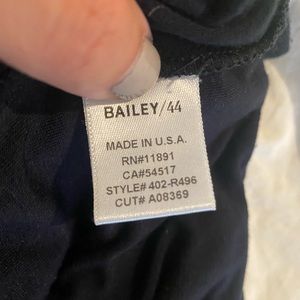 BAILEY/44
MADE IN U.S.A.
RN#11891
CA#54517
STYLE# 402-R496
CUT# A08369